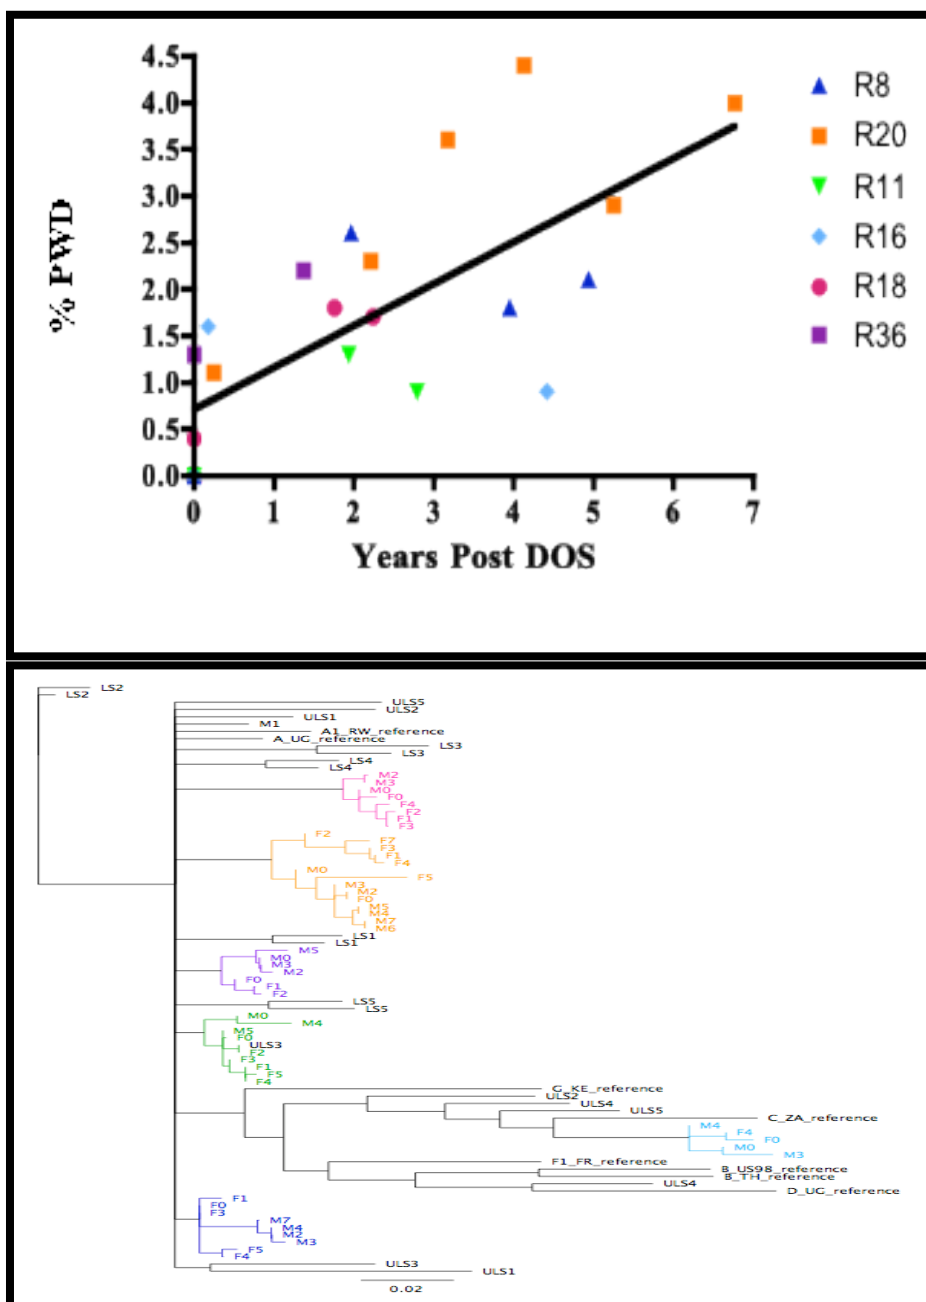 4.5
4.0
3.5
3.0
2.5
2.0
1.5
1.0
0.5
0.0
% PWD
0 1 2 3 4 5 6 7
Years Post DOS
R8
R20
R11
R16
R18
R36
LS2
LS2
ULS5
ULS2
ULS1
M1
A1_RW_reference
A_UG_reference
LS3
LS3
LS4
LS4
M2
M3
M0
F0
F4
F2
F1
F3
F2
F7
F3
F1
F4
M0
F5
M3
M2
F0
M5
M4
M7
M6
LS1
LS1
M5
M0
M3
M2
F0
F1
F2
LS5
LS5
M0
M4
M5
F0
ULS3
F2
F3
F1
F5
F4
G_KE_reference
ULS2
ULS4
ULS5
C_ZA_reference
M4
F4
F0
M0
M3
F1_FR_reference
B_US98_reference
B_TH_reference
ULS4
D_UG_reference
F1
F0
F3
M7
M4
M2
M3
F5
F4
ULS3
ULS1
0.02